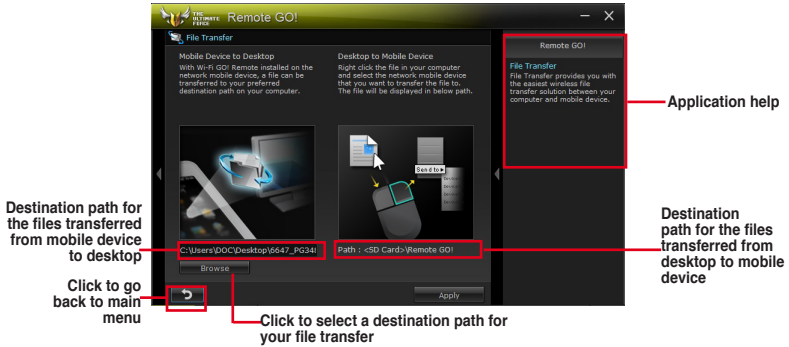 THE ULTIMATE FORCE
Remote GO!
File Transfer
Mobile Device to Desktop
With Wi-Fi GO! Remote installed on the
network mobile device, a file can be
transferred to your preferred
destination path on your computer.
Desktop to Mobile Device
Right click the file in your computer
and select the network mobile device
that you want to transfer the file to.
The file will be displayed in below path.
Send to
C:\Users\DOC\Desktop\6647_PG348
Path : <SD Card>\Remote GO!
Browse
Apply
Remote GO!
File Transfer
File Transfer provides you with
the easiest wireless file
transfer solution between your
computer and mobile device.
Application help
Destination path for
the files transferred
from mobile device
to desktop
Click to go
back to main
menu
Click to select a destination path for
your file transfer
Destination
path for the files
transferred from
desktop to mobile
device